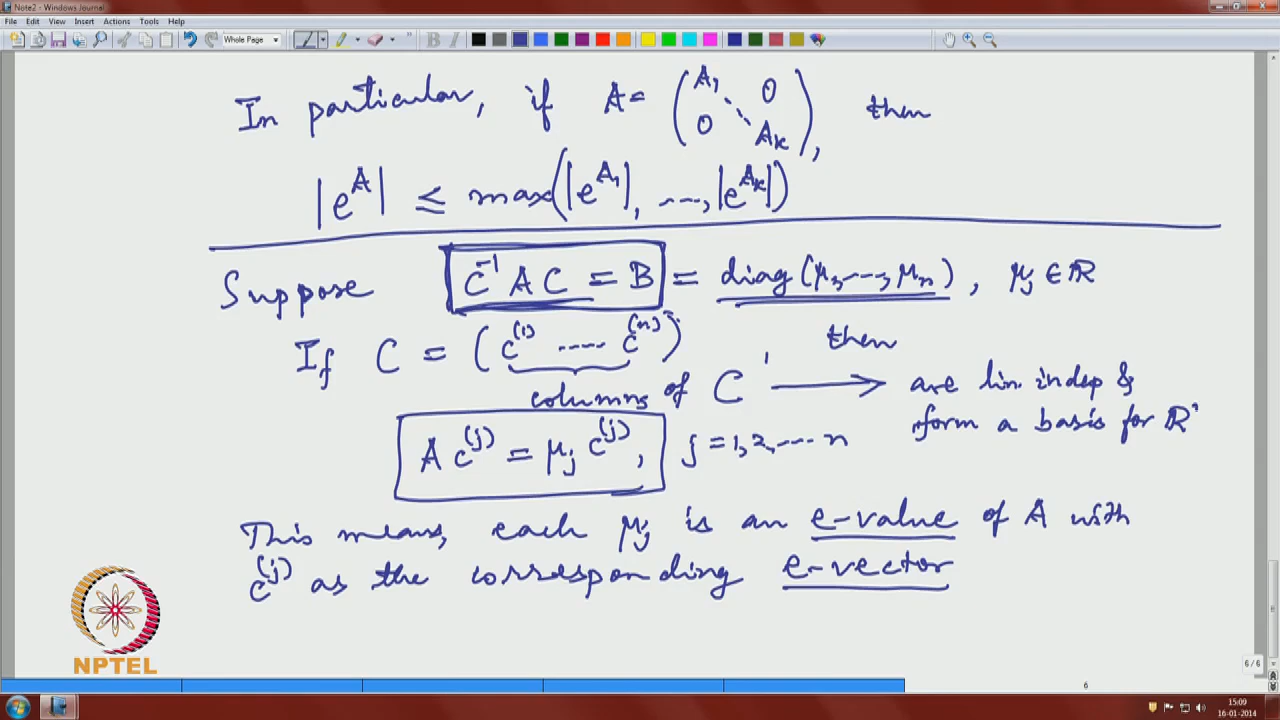 Note2 - Windows Journal
File Edit View Insert Actions Tools Help
Whole Page
In particular, if A = (A₁ 0 ⋱ 0 Aₖ), then
|e^A| ≤ max(|e^A₁|, ---, |e^Aₖ|)
Suppose C⁻¹ A C = B = diag(μ₁, ---, μₙ), μⱼ ∈ ℝ
If C = (c⁽¹⁾ ---- c⁽ⁿ⁾) then
columns of C → are lin. indep &
form a basis for ℝⁿ
A c⁽ʲ⁾ = μⱼ c⁽ʲ⁾, j = 1, 2, --- n
This means, each μⱼ is an e-value of A with
c⁽ʲ⁾ as the corresponding e-vector
NPTEL
6/6
6
15:09
16-01-2014